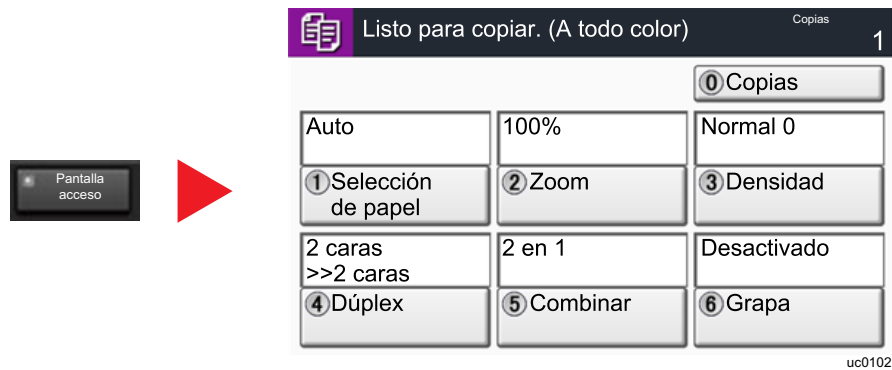 Pantalla
acceso
Listo para copiar. (A todo color)
Copias
1
0 Copias
Auto
100%
Normal 0
1 Selección
de papel
2 Zoom
3 Densidad
2 caras
>>2 caras
2 en 1
Desactivado
4 Dúplex
5 Combinar
6 Grapa
uc0102